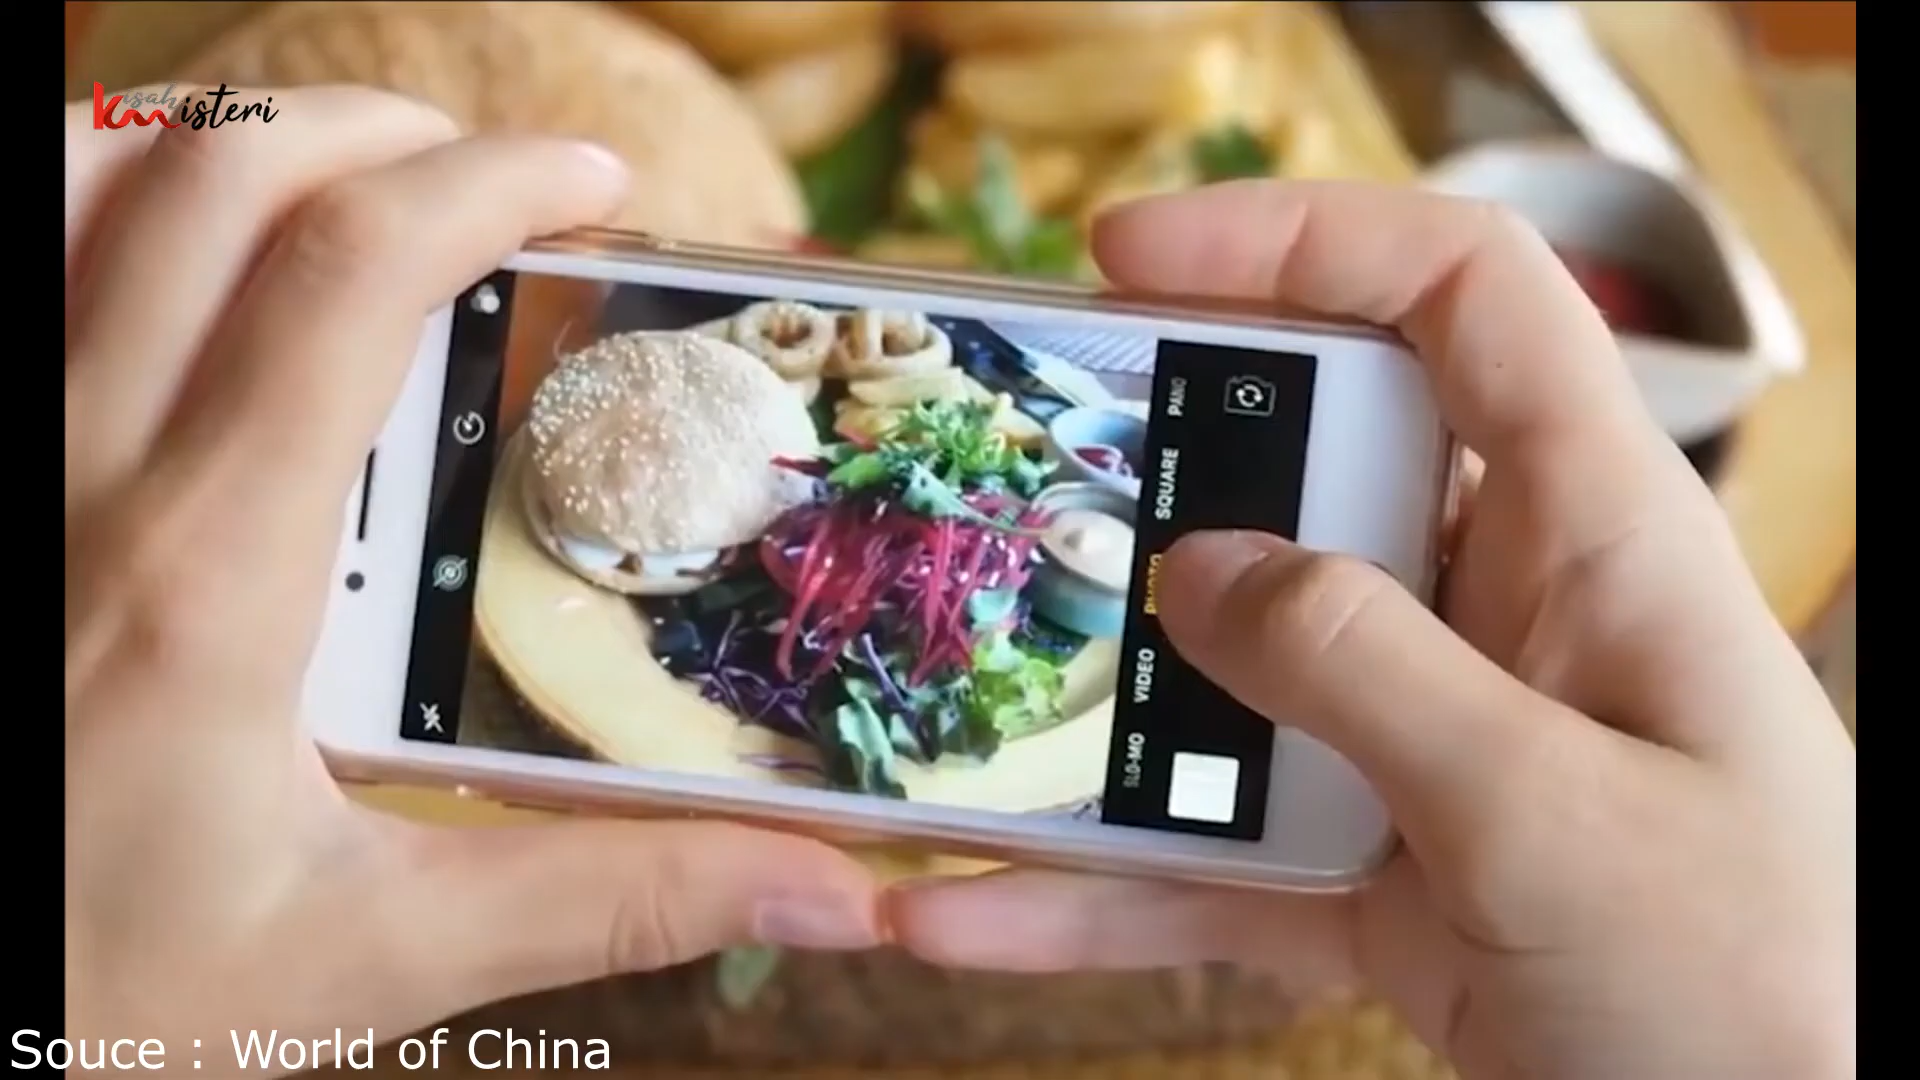 Kisah Misteri
PANO
SQUARE
PHOTO
VIDEO
SLO-MO
Souce : World of China